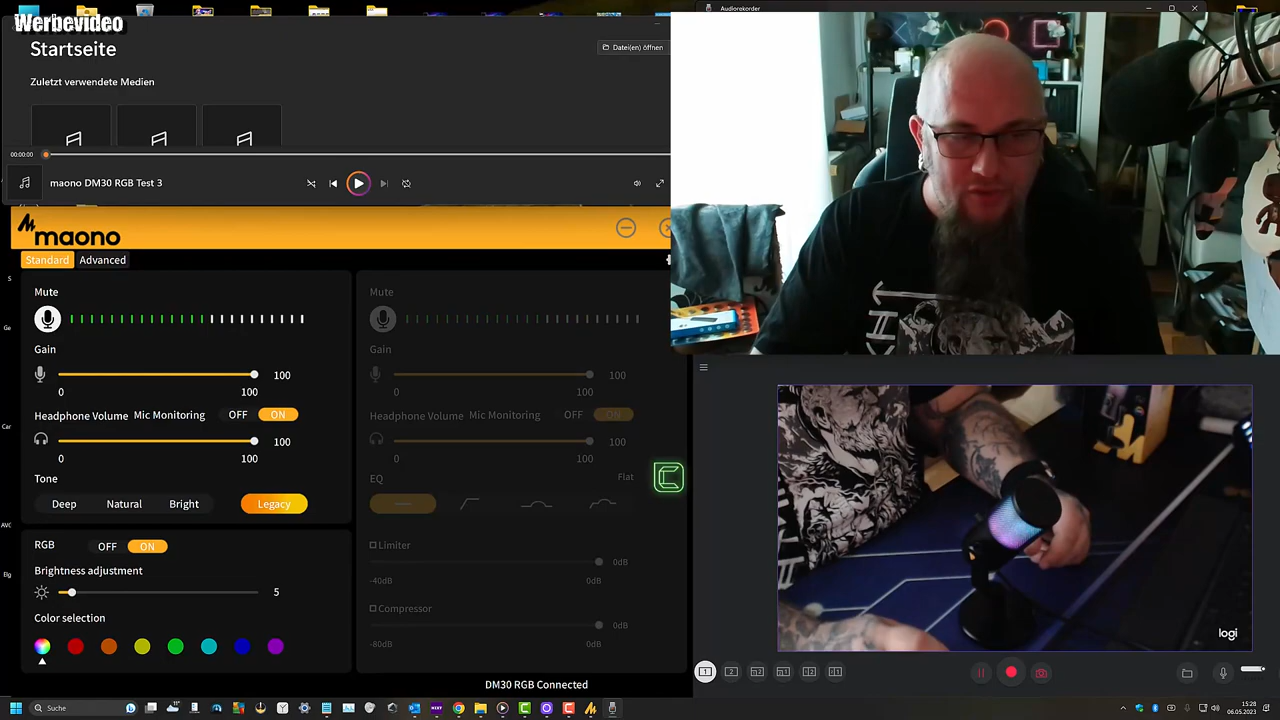 Werbevideo
Startseite
Datei(en) öffnen
Zuletzt verwendete Medien
00:00:00
maono DM30 RGB Test 3
Audiorekorder
maono
Standard
Advanced
Mute
Gain
100
0
100
Headphone Volume Mic Monitoring OFF ON
100
0
100
Tone
Deep
Natural
Bright
Legacy
RGB
OFF
ON
Brightness adjustment
5
Color selection
Mute
Gain
100
0
100
Headphone Volume Mic Monitoring OFF ON
100
0
100
EQ
Flat
Limiter
0dB
-40dB
0dB
Compressor
0dB
-80dB
0dB
DM30 RGB Connected
logi
Suche
15:28
06.05.2023